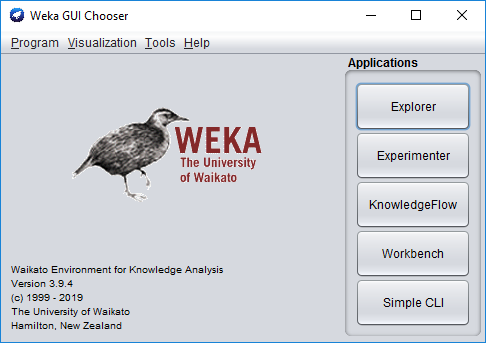 Weka GUI Chooser
Program Visualization Tools Help
Applications
Explorer
Experimenter
KnowledgeFlow
Workbench
Simple CLI
WEKA
The University
of Waikato
Waikato Environment for Knowledge Analysis
Version 3.9.4
(c) 1999 - 2019
The University of Waikato
Hamilton, New Zealand